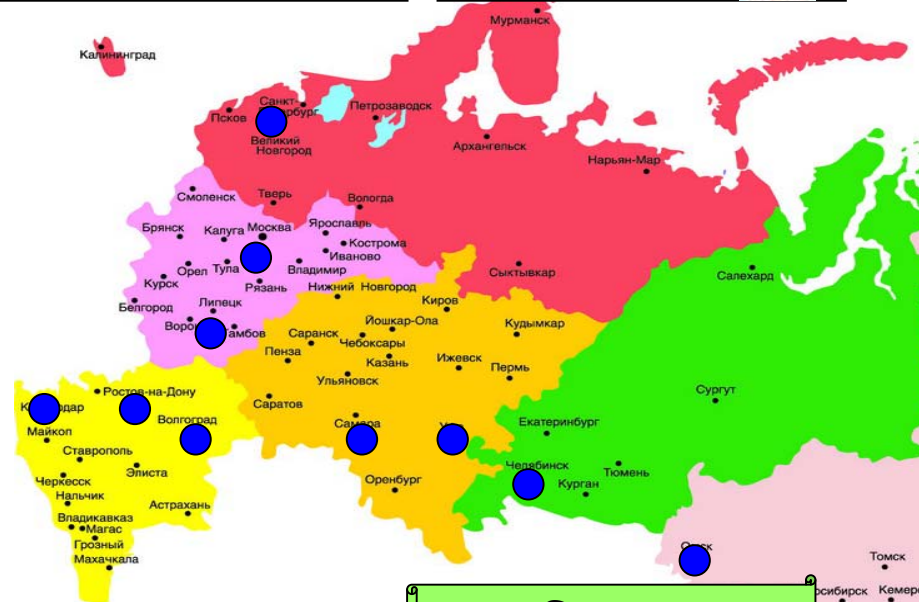 Мурманск
Калининград
Санкт-
Псков
Петрозаводск
Великий
Новгород
Архангельск
Нарьян-Мар
Смоленск
Тверь
Вологда
Брянск
Калуга
Москва
Ярославль
Кострома
Иваново
Орел
Тула
Владимир
Сыктывкар
Салехард
Курск
Рязань
Нижний Новгород
Белгород
Липецк
Киров
Йошкар-Ола
Кудымкар
Саранск
Чебоксары
Пенза
Казань
Ижевск
Пермь
Ульяновск
Сургут
Ростов-на-Дону
Саратов
Волгоград
Екатеринбург
Майкоп
Ставрополь
Челябинск
Элиста
Тюмень
Черкесск
Оренбург
Курган
Нальчик
Астрахань
Владикавказ
Магас
Грозный
Махачкала
Томск